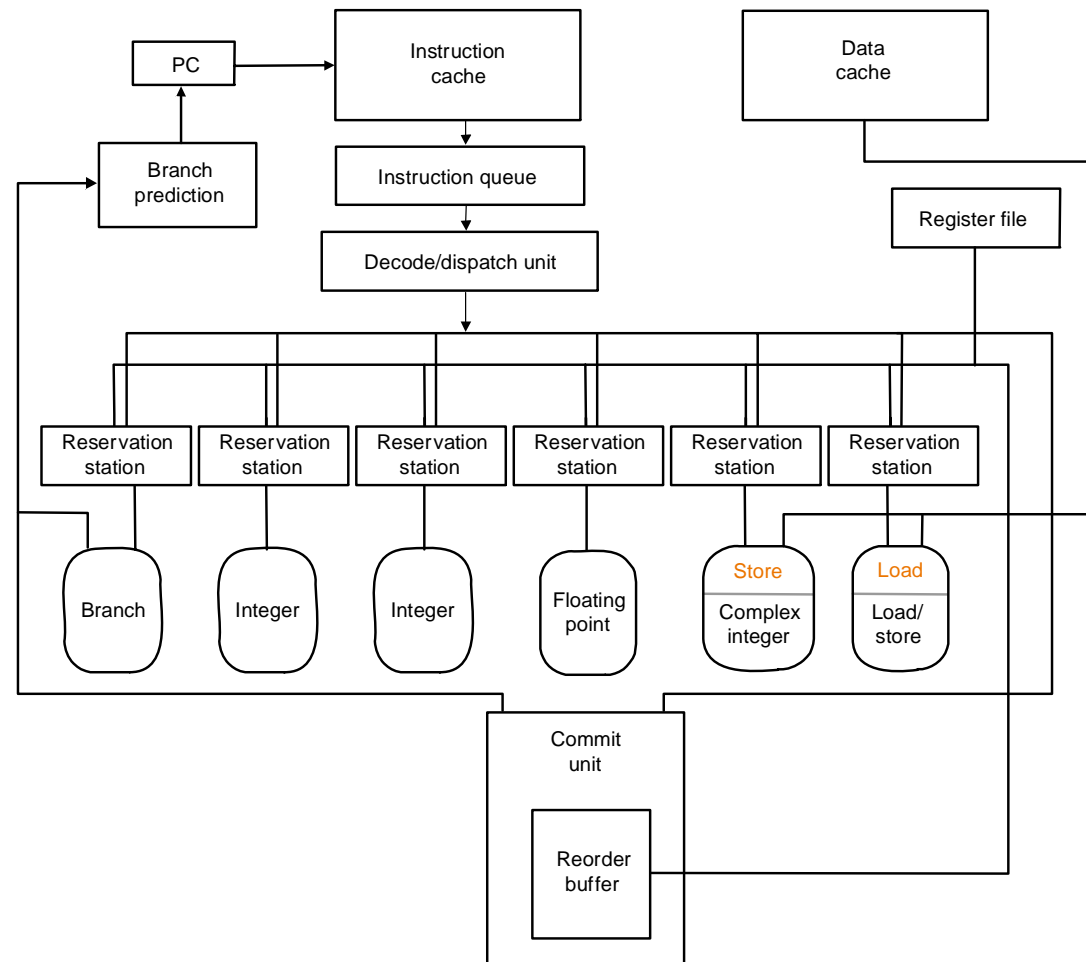 PC
Instruction
cache
Data
cache
Branch
prediction
Instruction queue
Register file
Decode/dispatch unit
Reservation
station
Reservation
station
Reservation
station
Reservation
station
Reservation
station
Reservation
station
Branch
Integer
Integer
Floating
point
Store
Complex
integer
Load
Load/
store
Commit
unit
Reorder
buffer